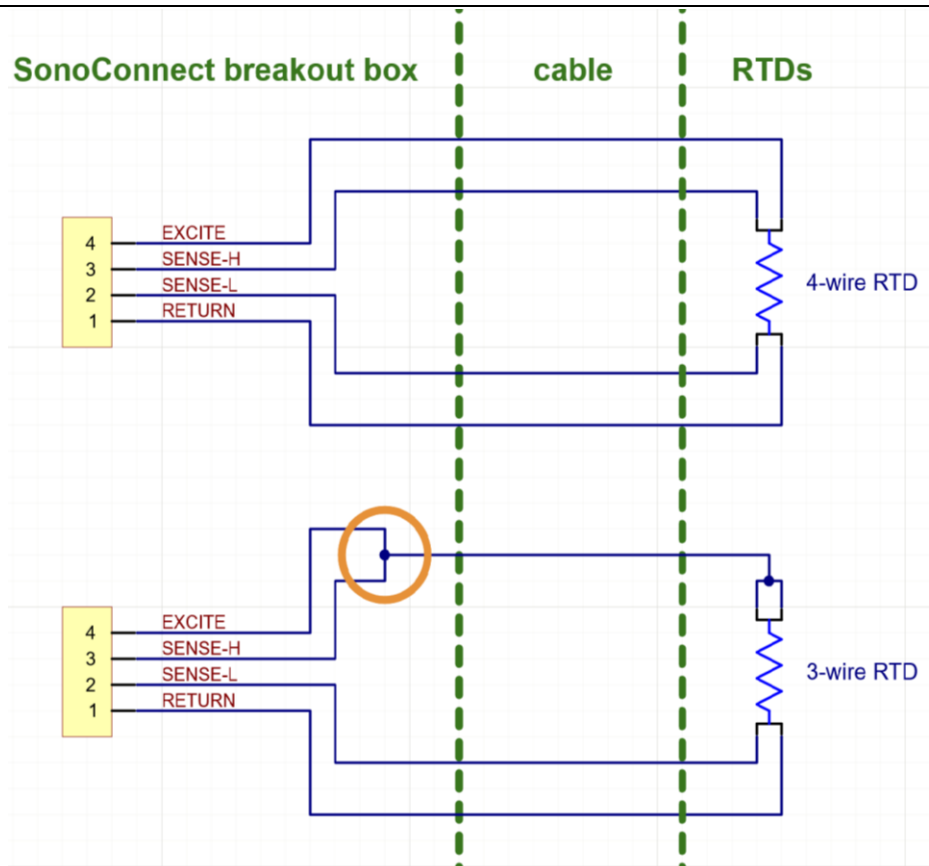 SonoConnect breakout box
cable
RTDs
4
EXCITE
3
SENSE-H
2
SENSE-L
1
RETURN
4-wire RTD
4
EXCITE
3
SENSE-H
2
SENSE-L
1
RETURN
3-wire RTD